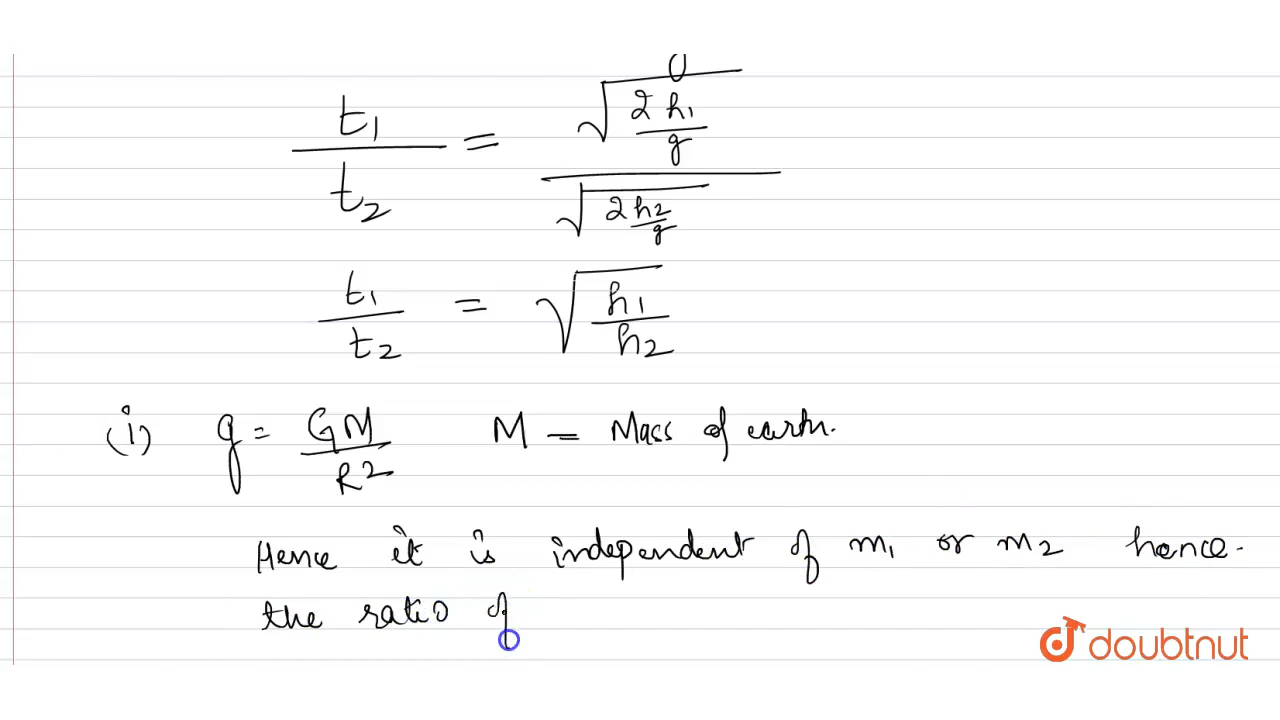 t1/t2 = √(2h1/g) / √(2h2/g)
t1/t2 = √(h1/h2)
(i) g = GM/R² M = Mass of earth.
Hence it is independent of m1 or m2 hence.
the ratio of
doubtnut